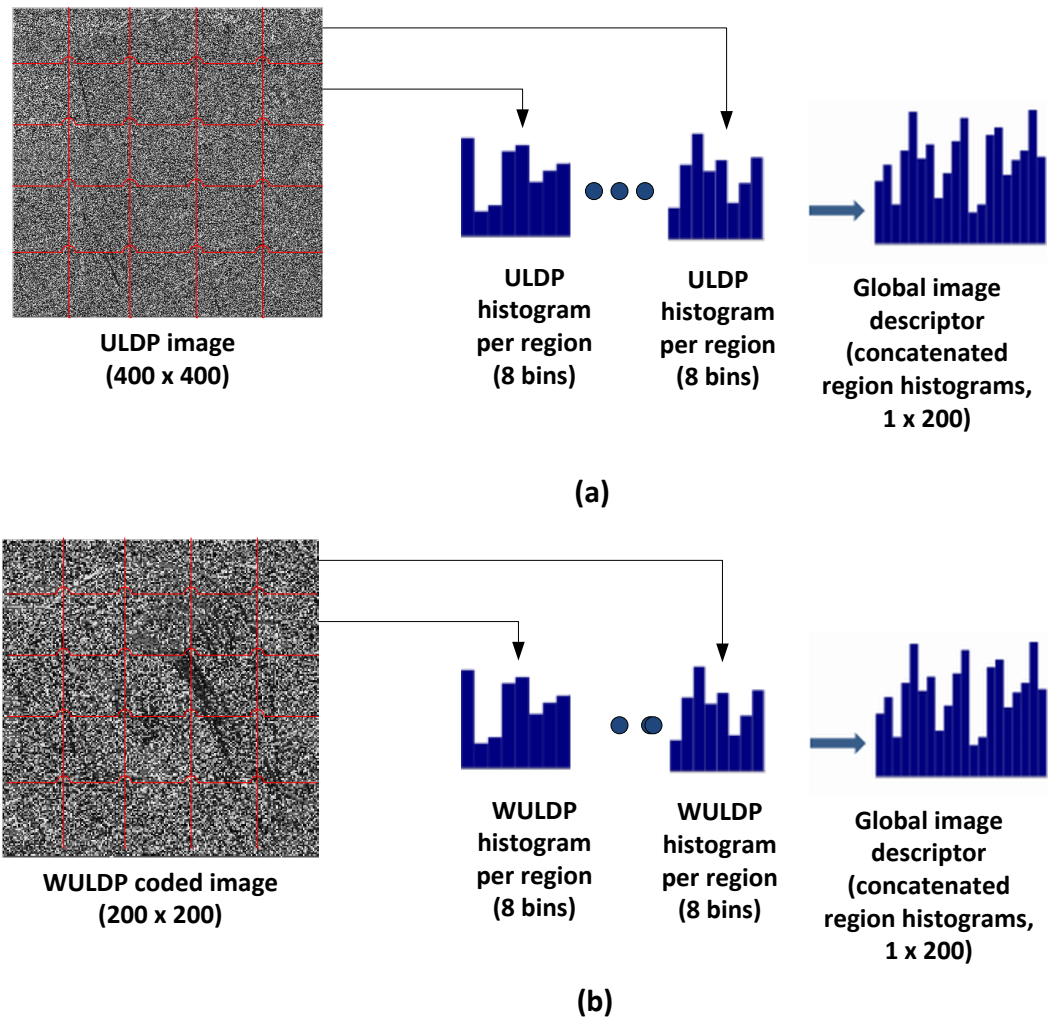 ULDP image
(400 x 400)
ULDP
histogram
per region
(8 bins)
ULDP
histogram
per region
(8 bins)
Global image
descriptor
(concatenated
region histograms,
1 x 200)
(a)
WULDP coded image
(200 x 200)
WULDP
histogram
per region
(8 bins)
WULDP
histogram
per region
(8 bins)
Global image
descriptor
(concatenated
region histograms,
1 x 200)
(b)